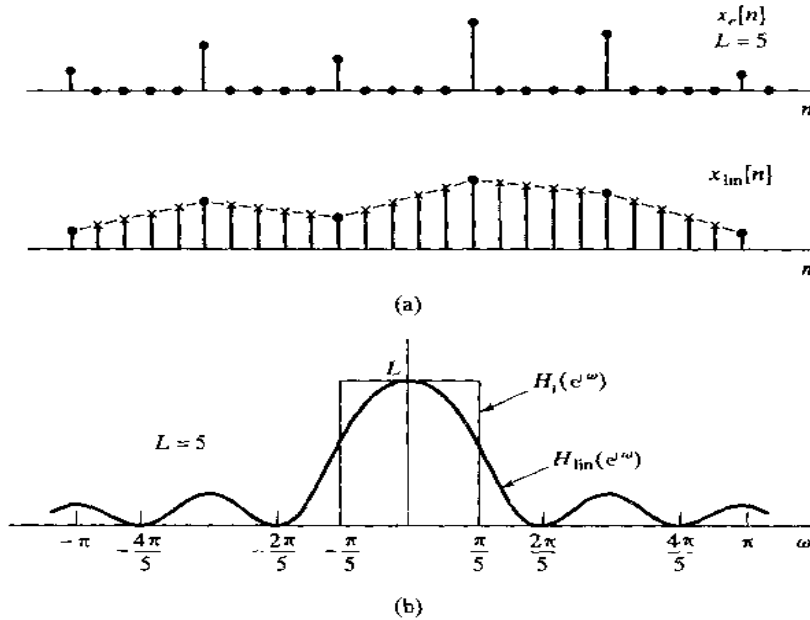 x_e[n]
L = 5
n
x_lin[n]
n
(a)
L
H_i(e^jω)
L = 5
H_lin(e^jω)
-π
-4π/5
-2π/5
-π/5
π/5
2π/5
4π/5
π
ω
(b)